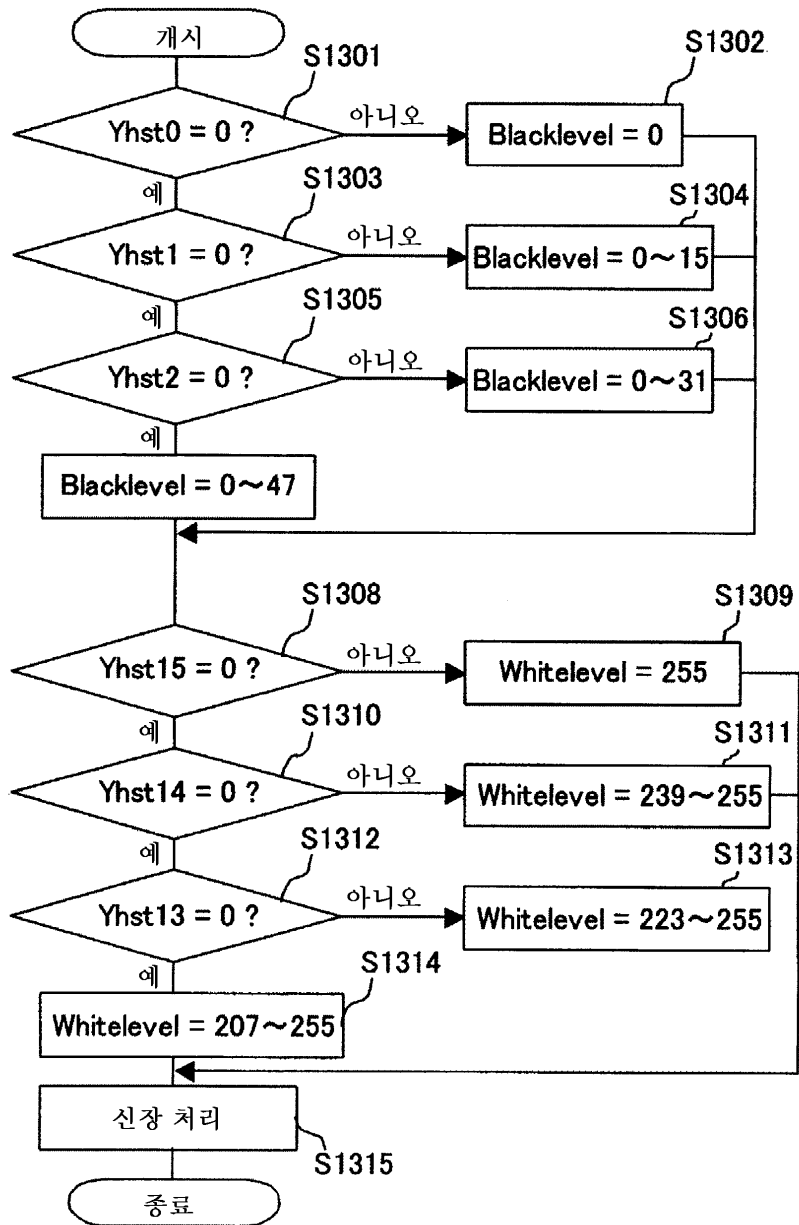 개시
S1301
S1302
Yhst0 = 0 ?
아니오
Blacklevel = 0
예
S1303
S1304
Yhst1 = 0 ?
아니오
Blacklevel = 0～15
예
S1305
S1306
Yhst2 = 0 ?
아니오
Blacklevel = 0～31
예
Blacklevel = 0～47
S1308
S1309
Yhst15 = 0 ?
아니오
Whitelevel = 255
예
S1310
S1311
Yhst14 = 0 ?
아니오
Whitelevel = 239～255
예
S1312
S1313
Yhst13 = 0 ?
아니오
Whitelevel = 223～255
예
S1314
Whitelevel = 207～255
신장 처리
S1315
종료